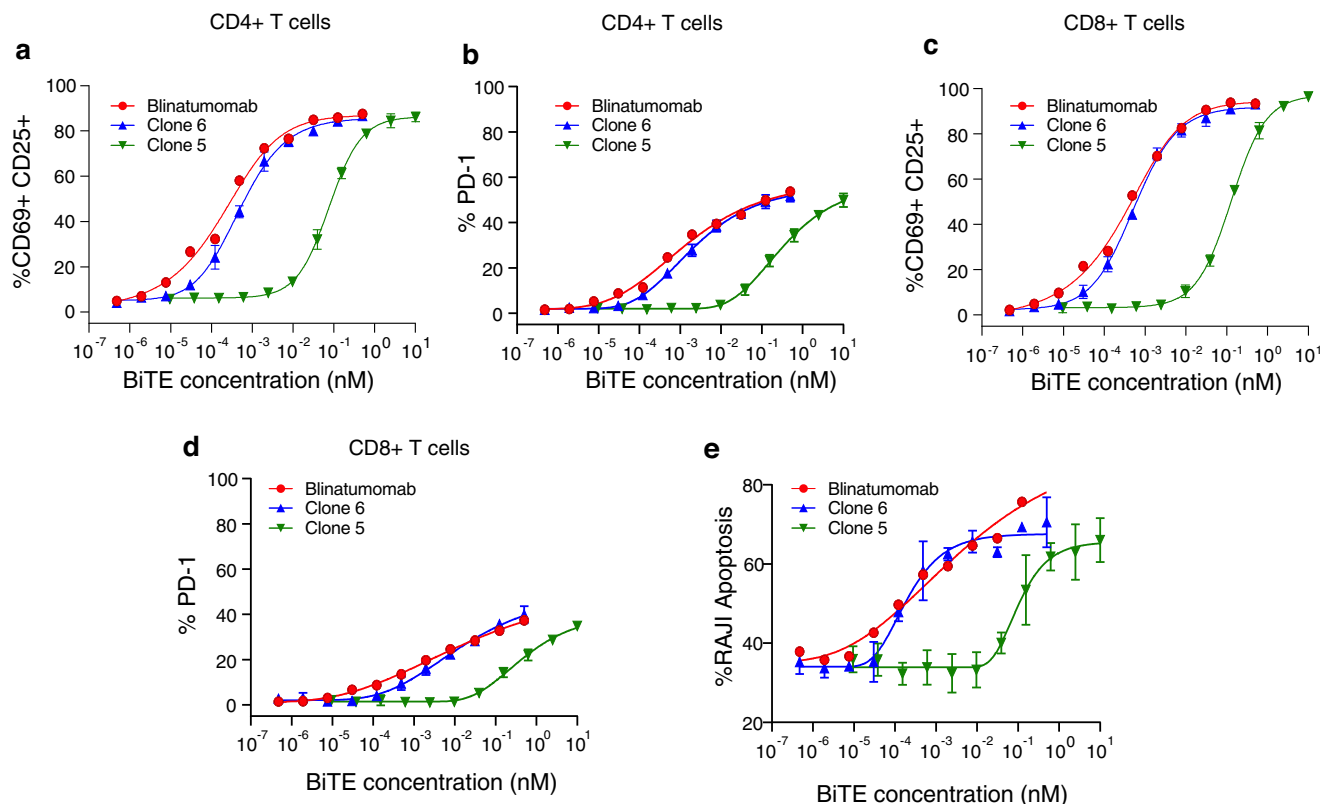 CD4+ T cells
a
%CD69+ CD25+
100
80
60
40
20
0
Blinatumomab
Clone 6
Clone 5
10⁻⁷ 10⁻⁶ 10⁻⁵ 10⁻⁴ 10⁻³ 10⁻² 10⁻¹ 10⁰ 10¹
BiTE concentration (nM)
CD4+ T cells
b
% PD-1
100
80
60
40
20
0
Blinatumomab
Clone 6
Clone 5
10⁻⁷ 10⁻⁶ 10⁻⁵ 10⁻⁴ 10⁻³ 10⁻² 10⁻¹ 10⁰ 10¹
BiTE concentration (nM)
CD8+ T cells
c
%CD69+ CD25+
100
80
60
40
20
0
Blinatumomab
Clone 6
Clone 5
10⁻⁷ 10⁻⁶ 10⁻⁵ 10⁻⁴ 10⁻³ 10⁻² 10⁻¹ 10⁰ 10¹
BiTE concentration (nM)
d
CD8+ T cells
% PD-1
100
80
60
40
20
0
Blinatumomab
Clone 6
Clone 5
10⁻⁷ 10⁻⁶ 10⁻⁵ 10⁻⁴ 10⁻³ 10⁻² 10⁻¹ 10⁰ 10¹
BiTE concentration (nM)
e
%RAJI Apoptosis
80
60
40
20
Blinatumomab
Clone 6
Clone 5
10⁻⁷ 10⁻⁶ 10⁻⁵ 10⁻⁴ 10⁻³ 10⁻² 10⁻¹ 10⁰ 10¹
BiTE concentration (nM)